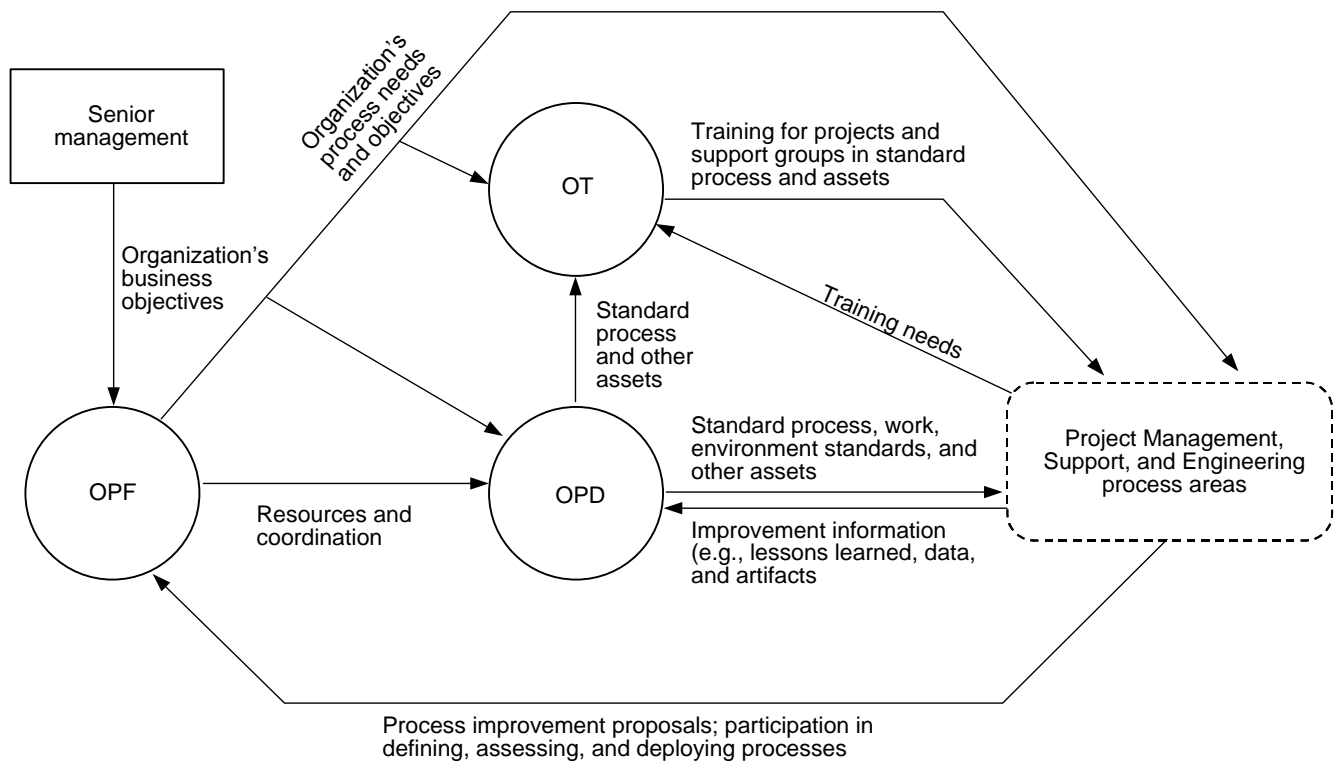 Organization’s
process needs
and objectives
Senior
management
Training for projects and
support groups in standard
process and assets
OT
Organization’s
business
objectives
Training needs
Standard
process
and other
assets
Standard process, work,
environment standards, and
other assets
Project Management,
Support, and Engineering
process areas
OPF
OPD
Resources and
coordination
Improvement information
(e.g., lessons learned, data,
and artifacts
Process improvement proposals; participation in
defining, assessing, and deploying processes